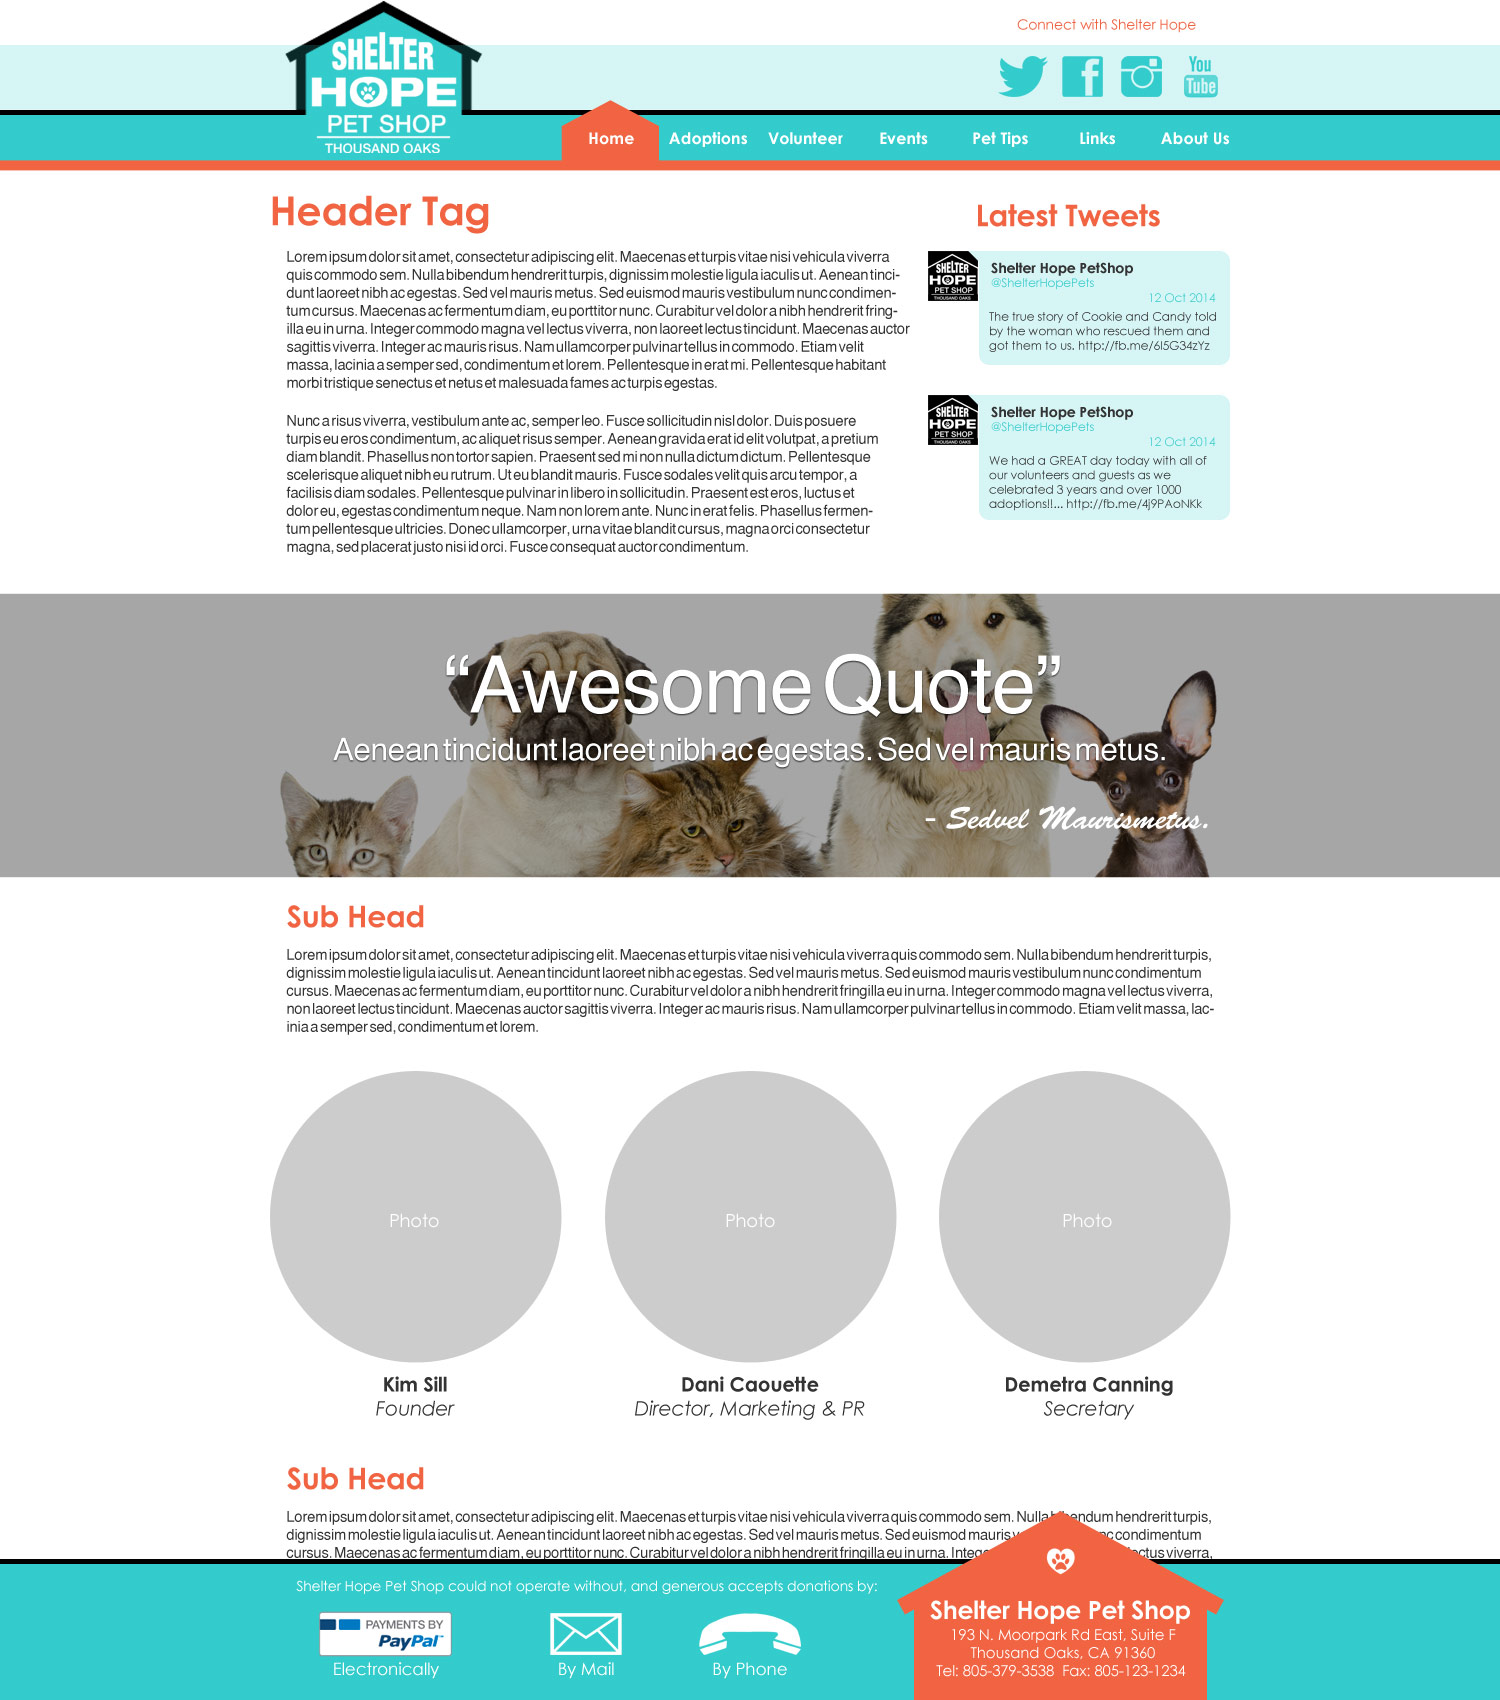 SHELTER
HOPE
PET SHOP
THOUSAND OAKS
Connect with Shelter Hope
You
Tube
Home Adoptions Volunteer Events Pet Tips Links About Us
Header Tag
Lorem ipsum dolor sit amet, consectetur adipiscing elit. Maecenas et turpis vitae nisi vehicula viverra
quis commodo sem. Nulla bibendum hendrerit turpis, dignissim molestie ligula iaculis ut. Aenean tinci-
dunt laoreet nibh ac egestas. Sed vel mauris metus. Sed euismod mauris vestibulum nunc condimen-
tum cursus. Maecenas ac fermentum diam, eu porttitor nunc. Curabitur vel dolor a nibh hendrerit fring-
illa eu in urna. Integer commodo magna vel lectus viverra, non laoreet lectus tincidunt. Maecenas auctor
sagittis viverra. Integer ac mauris risus. Nam ullamcorper pulvinar tellus in commodo. Etiam velit
massa, lacinia a semper sed, condimentum et lorem. Pellentesque in erat mi. Pellentesque habitant
morbi tristique senectus et netus et malesuada fames ac turpis egestas.
Nunc a risus viverra, vestibulum ante ac, semper leo. Fusce sollicitudin nisl dolor. Duis posuere
turpis eu eros condimentum, ac aliquet risus semper. Aenean gravida erat id elit volutpat, a pretium
diam blandit. Phasellus non tortor sapien. Praesent sed mi non nulla dictum dictum. Pellentesque
scelerisque aliquet nibh eu rutrum. Ut eu blandit mauris. Fusce sodales velit quis arcu tempor, a
facilisis diam sodales. Pellentesque pulvinar in libero in sollicitudin. Praesent est eros, luctus et
dolor eu, egestas condimentum neque. Nam non lorem ante. Nunc in erat felis. Phasellus fermen-
tum pellentesque ultricies. Donec ullamcorper, urna vitae blandit cursus, magna orci consectetur
magna, sed placerat justo nisi id orci. Fusce consequat auctor condimentum.
Latest Tweets
SHELTER
HOPE
PET SHOP
THOUSAND OAKS
Shelter Hope PetShop
@ShelterHopePets
12 Oct 2014
The true story of Cookie and Candy told
by the woman who rescued them and
got them to us. http://fb.me/6I5G34zYz
SHELTER
HOPE
PET SHOP
THOUSAND OAKS
Shelter Hope PetShop
@ShelterHopePets
12 Oct 2014
We had a GREAT day today with all of
our volunteers and guests as we
celebrated 3 years and over 1000
adoptions!!... http://fb.me/4j9PAoNKk
“Awesome Quote”
Aenean tincidunt laoreet nibh ac egestas. Sed vel mauris metus.
- Sedvel Maurismetus.
Sub Head
Lorem ipsum dolor sit amet, consectetur adipiscing elit. Maecenas et turpis vitae nisi vehicula viverra quis commodo sem. Nulla bibendum hendrerit turpis,
dignissim molestie ligula iaculis ut. Aenean tincidunt laoreet nibh ac egestas. Sed vel mauris metus. Sed euismod mauris vestibulum nunc condimentum
cursus. Maecenas ac fermentum diam, eu porttitor nunc. Curabitur vel dolor a nibh hendrerit fringilla eu in urna. Integer commodo magna vel lectus viverra,
non laoreet lectus tincidunt. Maecenas auctor sagittis viverra. Integer ac mauris risus. Nam ullamcorper pulvinar tellus in commodo. Etiam velit massa, lac-
inia a semper sed, condimentum et lorem.
Photo Photo Photo
Kim Sill Dani Caouette Demetra Canning
Founder Director, Marketing & PR Secretary
Sub Head
Lorem ipsum dolor sit amet, consectetur adipiscing elit. Maecenas et turpis vitae nisi vehicula viverra quis commodo sem. Nulla bibendum hendrerit turpis,
dignissim molestie ligula iaculis ut. Aenean tincidunt laoreet nibh ac egestas. Sed vel mauris metus. Sed euismod mauris condimentum
cursus. Maecenas ac fermentum diam, eu porttitor nunc. Curabitur vel dolor a nibh hendrerit fringilla eu in urna. viverra,
Shelter Hope Pet Shop could not operate without, and generous accepts donations by:
PAYMENTS BY
PayPal™
Electronically By Mail By Phone
Shelter Hope Pet Shop
193 N. Moorpark Rd East, Suite F
Thousand Oaks, CA 91360
Tel: 805-379-3538 Fax: 805-123-1234